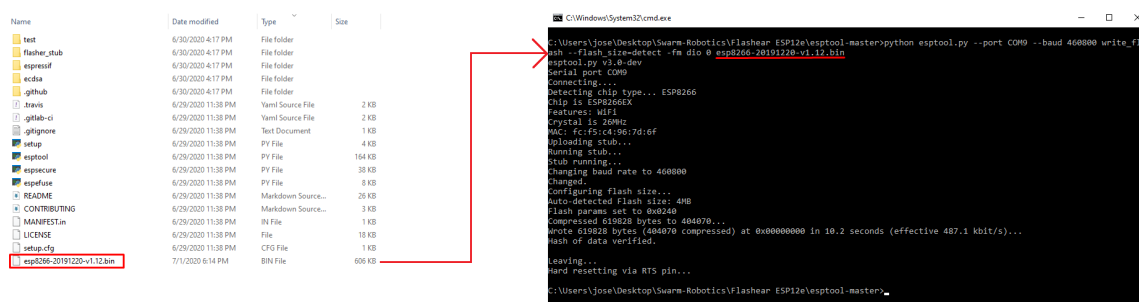 Name Date modified Type Size
test 6/30/2020 4:17 PM File folder
flasher_stub 6/30/2020 4:17 PM File folder
espressif 6/30/2020 4:17 PM File folder
ecdsa 6/30/2020 4:17 PM File folder
.github 6/30/2020 4:17 PM File folder
.travis 6/29/2020 11:38 PM Yaml Source File 2 KB
.gitlab-ci 6/29/2020 11:38 PM Yaml Source File 2 KB
.gitignore 6/29/2020 11:38 PM Text Document 1 KB
setup 6/29/2020 11:38 PM PY File 4 KB
esptool 6/29/2020 11:38 PM PY File 164 KB
espsecure 6/29/2020 11:38 PM PY File 38 KB
espefuse 6/29/2020 11:38 PM PY File 8 KB
README 6/29/2020 11:38 PM Markdown Source... 26 KB
CONTRIBUTING 6/29/2020 11:38 PM Markdown Source... 3 KB
MANIFEST.in 6/29/2020 11:38 PM IN File 1 KB
LICENSE 6/29/2020 11:38 PM File 18 KB
setup.cfg 6/29/2020 11:38 PM CFG File 1 KB
esp8266-20191220-v1.12.bin 7/1/2020 6:14 PM BIN File 606 KB
C:\Windows\System32\cmd.exe
C:\Users\jose\Desktop\Swarm-Robotics\Flashear ESP12e\esptool-master>python esptool.py --port COM9 --baud 460800 write_fl
ash --flash_size=detect -fm dio 0 esp8266-20191220-v1.12.bin
esptool.py v3.0-dev
Serial port COM9
Connecting....
Detecting chip type... ESP8266
Chip is ESP8266EX
Features: WiFi
Crystal is 26MHz
MAC: fc:f5:c4:96:7d:6f
Uploading stub...
Running stub...
Stub running...
Changing baud rate to 460800
Changed.
Configuring flash size...
Auto-detected Flash size: 4MB
Flash params set to 0x0240
Compressed 619828 bytes to 404070...
Wrote 619828 bytes (404070 compressed) at 0x00000000 in 10.2 seconds (effective 487.1 kbit/s)...
Hash of data verified.
Leaving...
Hard resetting via RTS pin...
C:\Users\jose\Desktop\Swarm-Robotics\Flashear ESP12e\esptool-master>